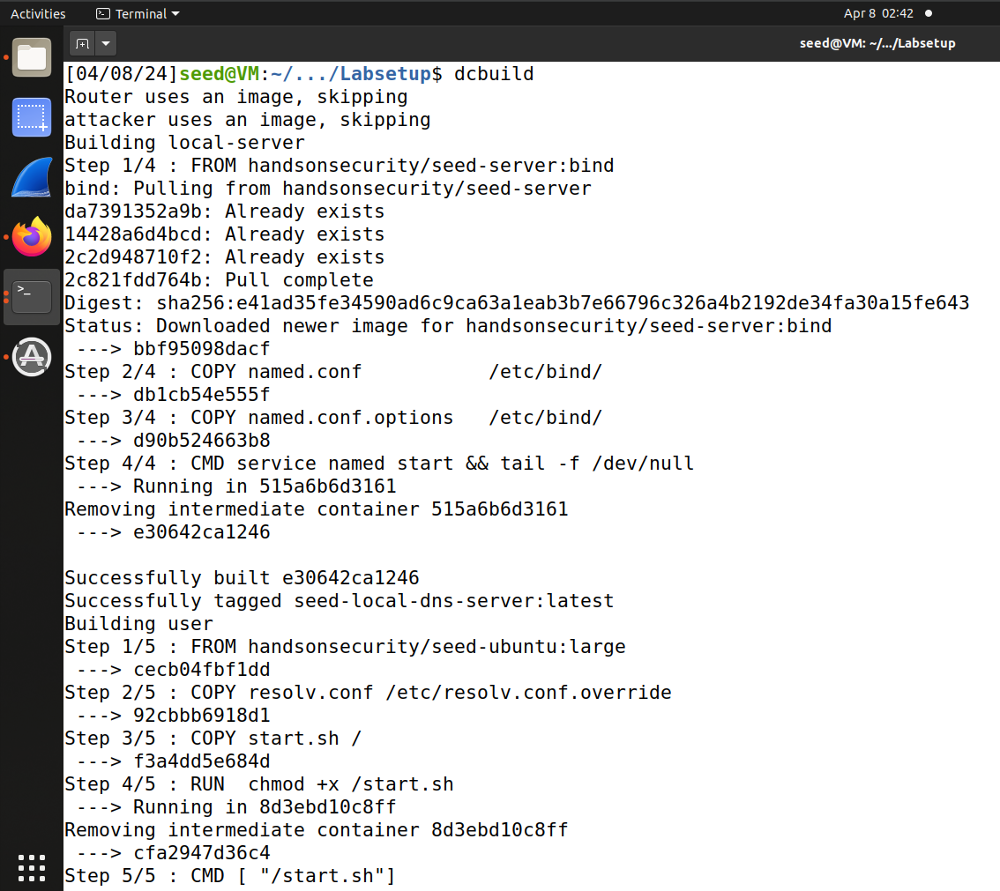 Activities Terminal Apr 8 02:42
seed@VM: ~/.../Labsetup
[04/08/24]seed@VM:~/.../Labsetup$ dcbuild
Router uses an image, skipping
attacker uses an image, skipping
Building local-server
Step 1/4 : FROM handsonsecurity/seed-server:bind
bind: Pulling from handsonsecurity/seed-server
da7391352a9b: Already exists
14428a6d4bcd: Already exists
2c2d948710f2: Already exists
2c821fdd764b: Pull complete
Digest: sha256:e41ad35fe34590ad6c9ca63a1eab3b7e66796c326a4b2192de34fa30a15fe643
Status: Downloaded newer image for handsonsecurity/seed-server:bind
 ---> bbf95098dacf
Step 2/4 : COPY named.conf           /etc/bind/
 ---> db1cb54e555f
Step 3/4 : COPY named.conf.options   /etc/bind/
 ---> d90b524663b8
Step 4/4 : CMD service named start && tail -f /dev/null
 ---> Running in 515a6b6d3161
Removing intermediate container 515a6b6d3161
 ---> e30642ca1246
Successfully built e30642ca1246
Successfully tagged seed-local-dns-server:latest
Building user
Step 1/5 : FROM handsonsecurity/seed-ubuntu:large
 ---> cecb04fbf1dd
Step 2/5 : COPY resolv.conf /etc/resolv.conf.override
 ---> 92cbbb6918d1
Step 3/5 : COPY start.sh /
 ---> f3a4dd5e684d
Step 4/5 : RUN  chmod +x /start.sh
 ---> Running in 8d3ebd10c8ff
Removing intermediate container 8d3ebd10c8ff
 ---> cfa2947d36c4
Step 5/5 : CMD [ "/start.sh"]